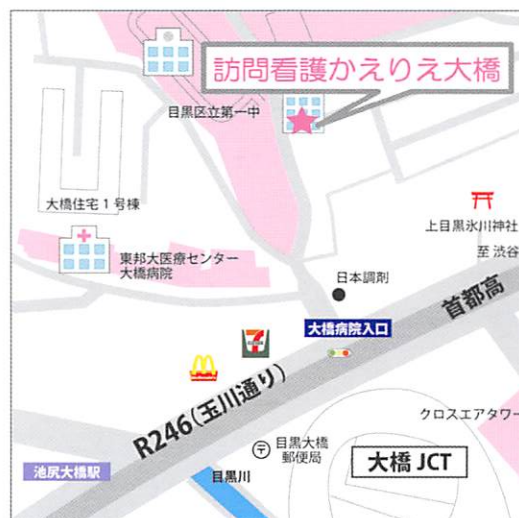 訪問看護かえりえ大橋
目黒区立第一中
大橋住宅1号棟
上目黒氷川神社
至 渋谷
東邦大医療センター
大橋病院
日本調剤
首都高
大橋病院入口
R246(玉川通り)
クロスエアタワー
目黒大橋
郵便局
大橋 JCT
池尻大橋駅
目黒川